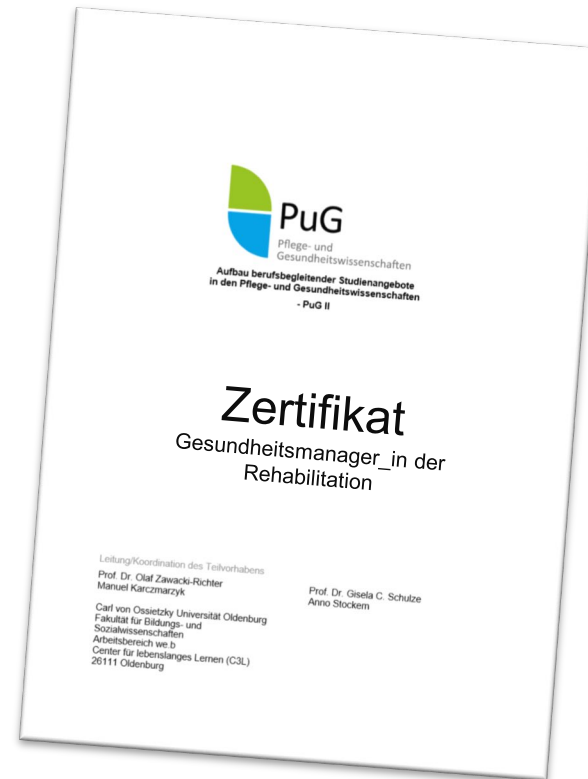 PuG
Pflege- und
Gesundheitswissenschaften
Aufbau berufsbegleitender Studienangebote
in den Pflege- und Gesundheitswissenschaften
- PuG II
Zertifikat
Gesundheitsmanager_in der
Rehabilitation
Leitung/Koordination des Teilvorhabens
Prof. Dr. Olaf Zawacki-Richter
Manuel Karczmarzyk
Carl von Ossietzky Universität Oldenburg
Fakultät für Bildungs- und
Sozialwissenschaften
Arbeitsbereich we.b
Center für lebenslanges Lernen (C3L)
26111 Oldenburg
Prof. Dr. Gisela C. Schulze
Anno Stockem